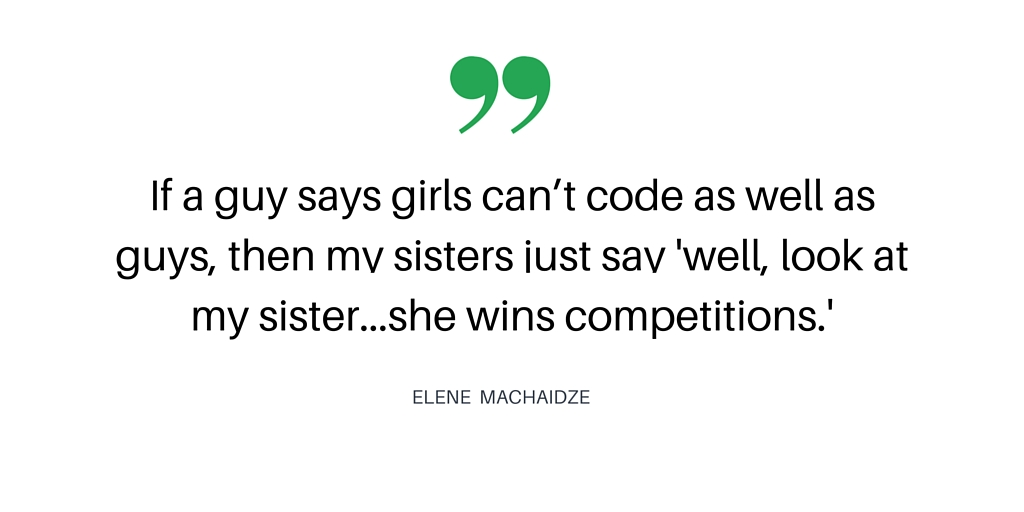 ”
If a guy says girls can’t code as well as
guys, then my sisters just say 'well, look at
my sister...she wins competitions.'
ELENE MACHAIDZE